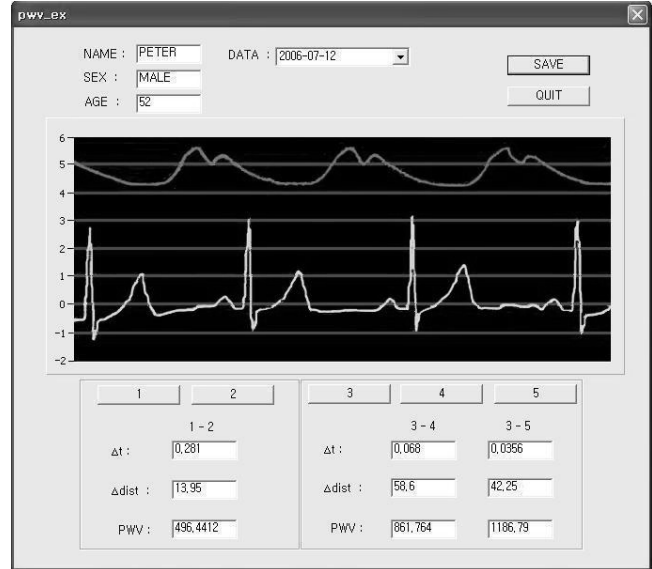 pwv_ex
NAME : PETER DATA : 2006-07-12 SAVE
SEX : MALE
AGE : 52 QUIT
6
5
4
3
2
1
0
-1
-2
1 2 3 4 5
1 - 2 3 - 4 3 - 5
Δt : 0,281 Δt : 0,068 0,0356
Δdist : 13,95 Δdist : 58,6 42,25
PWV : 496,4412 PWV : 861,764 1186,79